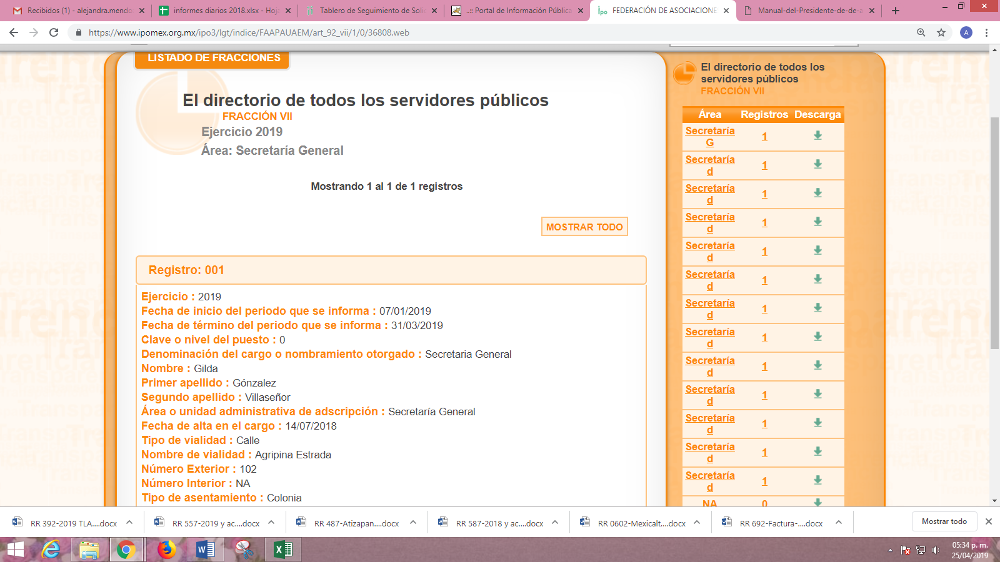 Recibidos (1) - alejandra.mendo
informes diarios 2018.xlsx - Hoja
Tablero de Seguimiento de Solic
..:: Portal de Información Pública
FEDERACIÓN DE ASOCIACIONE
Manual-del-Presidente-de-de-a
https://www.ipomex.org.mx/ipo3/lgt/indice/FAAPAUAEM/art_92_vii/1/0/36808.web
A
LISTADO DE FRACCIONES
El directorio de todos los servidores públicos
FRACCIÓN VII
Ejercicio 2019
Área: Secretaría General
Mostrando 1 al 1 de 1 registros
MOSTRAR TODO
Registro: 001
Ejercicio : 2019
Fecha de inicio del periodo que se informa : 07/01/2019
Fecha de término del periodo que se informa : 31/03/2019
Clave o nivel del puesto : 0
Denominación del cargo o nombramiento otorgado : Secretaria General
Nombre : Gilda
Primer apellido : Gónzalez
Segundo apellido : Villaseñor
Área o unidad administrativa de adscripción : Secretaría General
Fecha de alta en el cargo : 14/07/2018
Tipo de vialidad : Calle
Nombre de vialidad : Agripina Estrada
Número Exterior : 102
Número Interior : NA
Tipo de asentamiento : Colonia
El directorio de todos los
servidores públicos
FRACCIÓN VII
Área Registros Descarga
Secretaría
G 1
Secretaría
d 1
Secretaría
d 1
Secretaría
d 1
Secretaría
d 1
Secretaría
d 1
Secretaría
d 1
Secretaría
d 1
Secretaría
d 1
Secretaría
d 1
Secretaría
d 1
Secretaría
d 1
Secretaría
d 1
NA 0
RR 392-2019 TLA....docx
RR 557-2019 y ac....docx
RR 487-Atizapan....docx
RR 587-2018 y ac....docx
RR 0602-Mexicalt....docx
RR 692-Factura-....docx
Mostrar todo
05:34 p. m.
25/04/2019